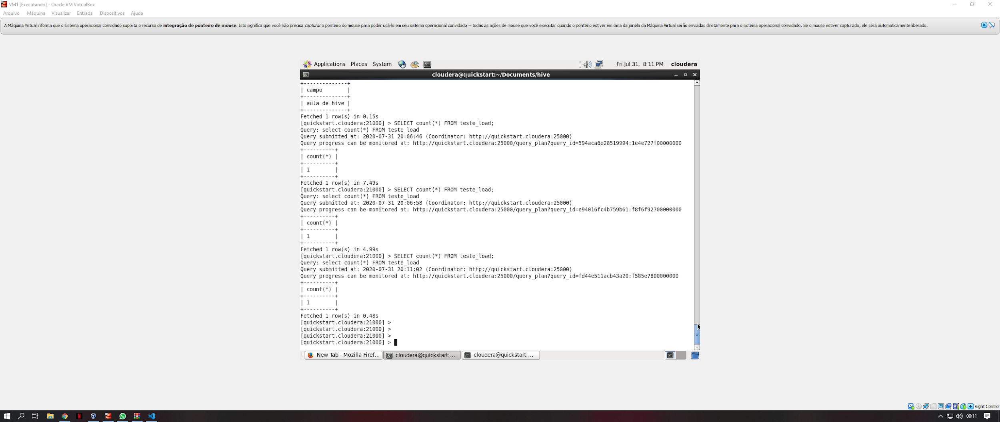 VM1 [Executando] - Oracle VM VirtualBox
Arquivo Máquina Visualizar Entrada Dispositivos Ajuda
A Máquina Virtual informa que o sistema operacional convidado suporta o recurso de integração de ponteiro de mouse. Isto significa que você não precisa capturar o ponteiro do mouse para poder usá-lo em seu sistema operacional convidado -- todas as ações de mouse que você executar quando o ponteiro estiver em cima da janela da Máquina Virtual serão enviadas diretamente para o sistema operacional convidado. Se o mouse estiver capturado, ele será automaticamente liberado.
Applications Places System Fri Jul 31, 8:11 PM cloudera
cloudera@quickstart:~/Documents/hive
+--------------+
| campo        |
+--------------+
| aula de hive |
+--------------+
Fetched 1 row(s) in 0.15s
[quickstart.cloudera:21000] > SELECT count(*) FROM teste_load;
Query: select count(*) FROM teste_load
Query submitted at: 2020-07-31 20:06:46 (Coordinator: http://quickstart.cloudera:25000)
Query progress can be monitored at: http://quickstart.cloudera:25000/query_plan?query_id=594aca6e28519994:1e4e727f00000000
+----------+
| count(*) |
+----------+
| 1        |
+----------+
Fetched 1 row(s) in 7.49s
[quickstart.cloudera:21000] > SELECT count(*) FROM teste_load;
Query: select count(*) FROM teste_load
Query submitted at: 2020-07-31 20:06:58 (Coordinator: http://quickstart.cloudera:25000)
Query progress can be monitored at: http://quickstart.cloudera:25000/query_plan?query_id=e94016fc4b759b61:f8f6f92700000000
+----------+
| count(*) |
+----------+
| 1        |
+----------+
Fetched 1 row(s) in 4.99s
[quickstart.cloudera:21000] > SELECT count(*) FROM teste_load;
Query: select count(*) FROM teste_load
Query submitted at: 2020-07-31 20:11:02 (Coordinator: http://quickstart.cloudera:25000)
Query progress can be monitored at: http://quickstart.cloudera:25000/query_plan?query_id=fd44e511acb43a20:f585e7800000000
+----------+
| count(*) |
+----------+
| 1        |
+----------+
Fetched 1 row(s) in 0.48s
[quickstart.cloudera:21000] >
[quickstart.cloudera:21000] >
[quickstart.cloudera:21000] >
[quickstart.cloudera:21000] >
New Tab - Mozilla Firef... cloudera@quickstart:... cloudera@quickstart:...
Right Control
00:11